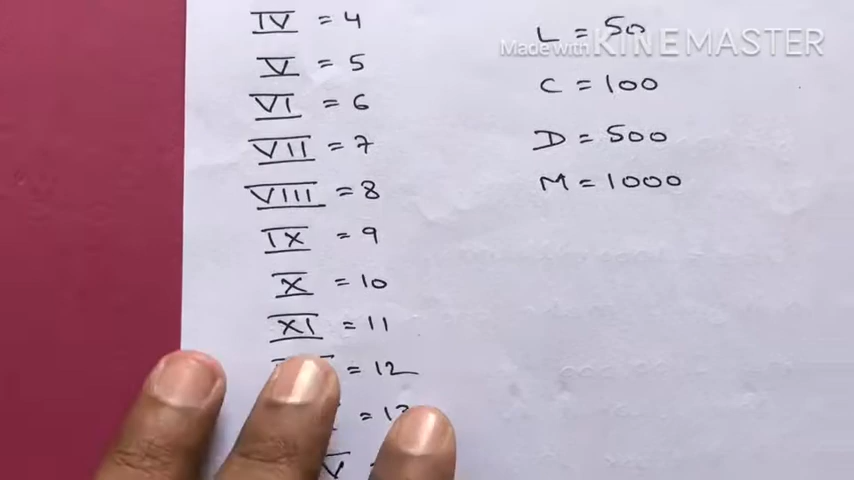 IV = 4
V = 5
VI = 6
VII = 7
VIII = 8
IX = 9
X = 10
XI = 11
= 12
= 13
V =
L = 50
C = 100
D = 500
M = 1000
Made with KINEMASTER